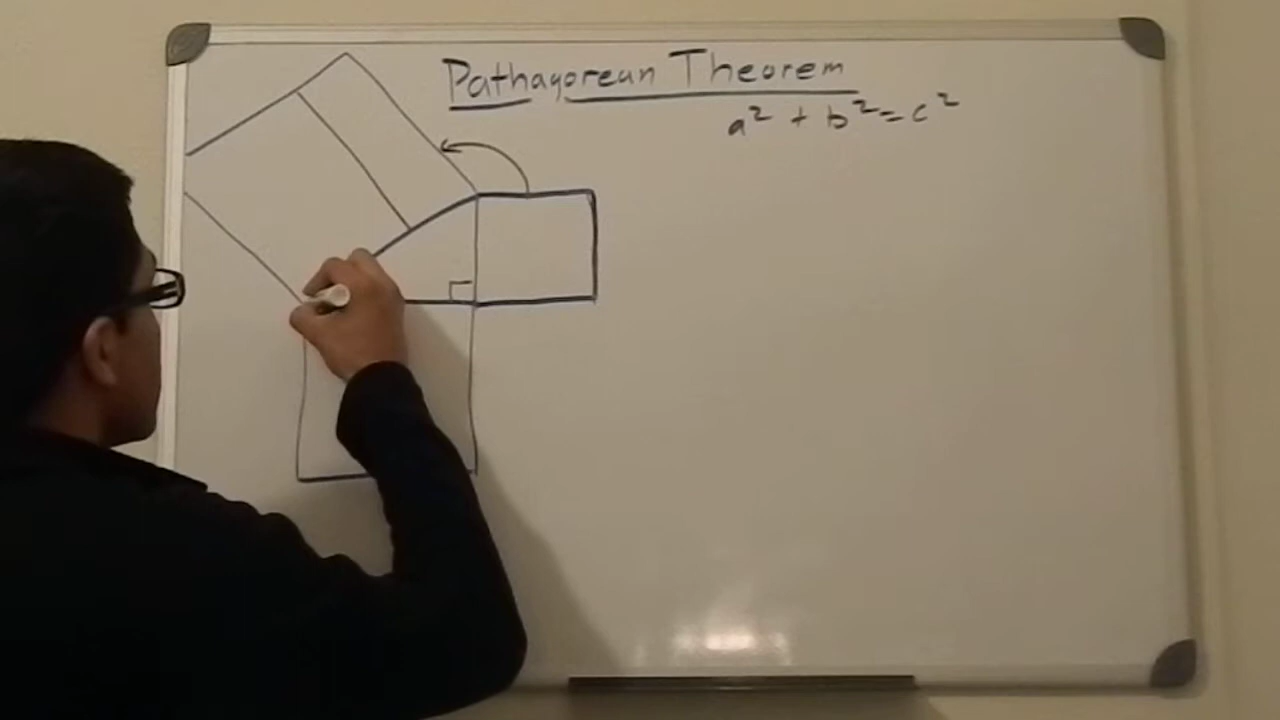 Pathagorean Theorem
a² + b² = c²